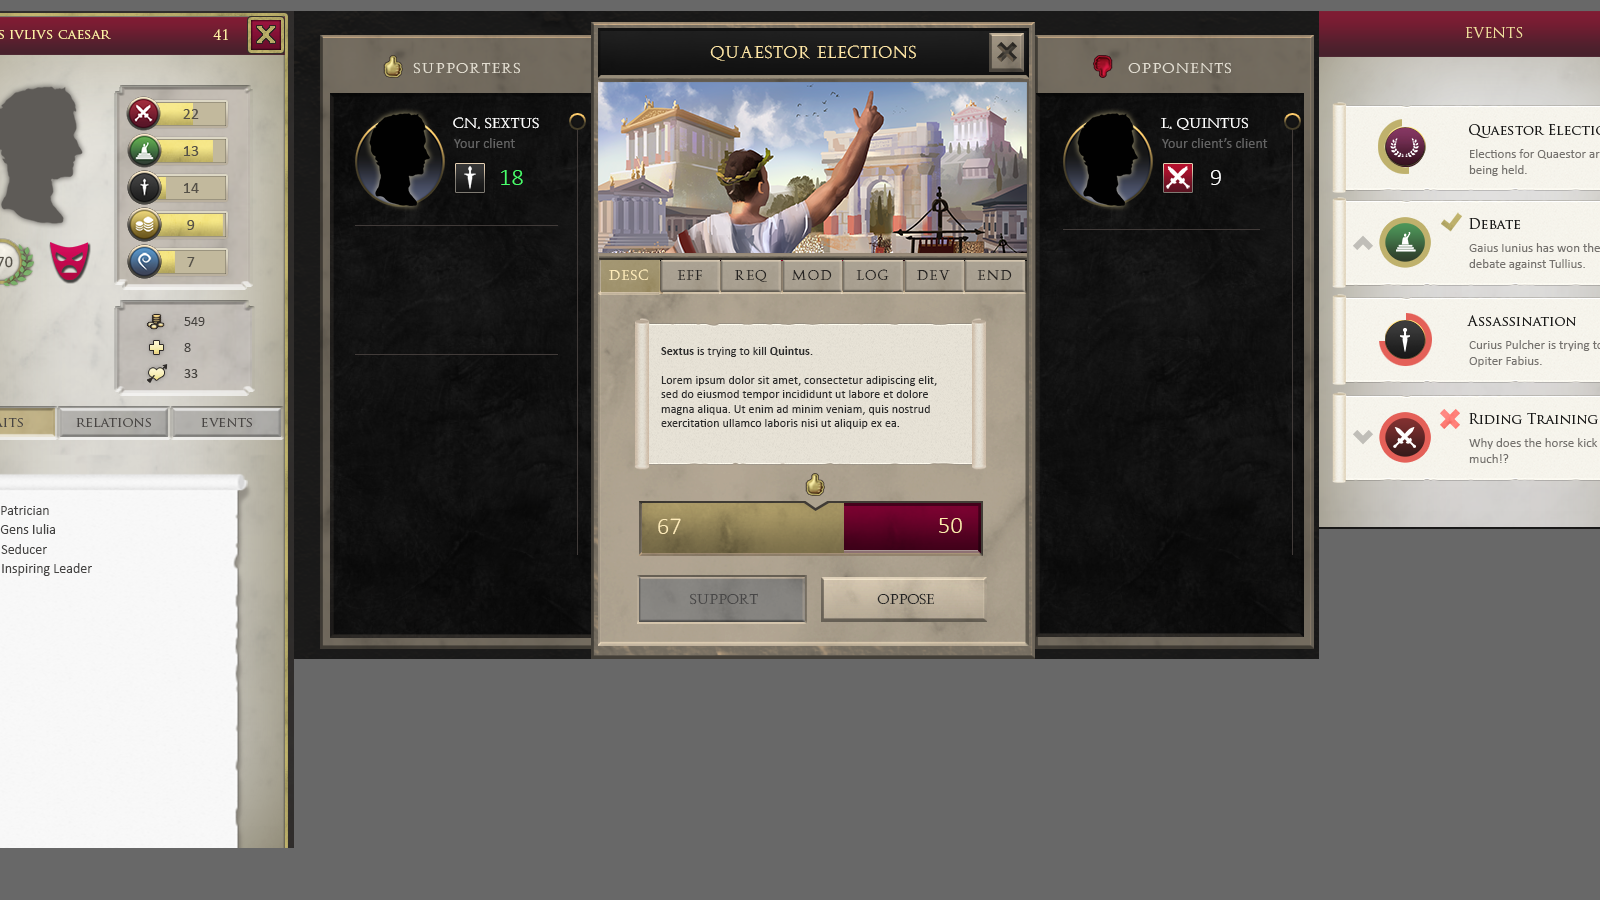 S IVLIVS CAESAR
41
22
13
14
9
7
70
549
8
33
AITS
RELATIONS
EVENTS
Patrician
Gens Iulia
Seducer
Inspiring Leader
SUPPORTERS
CN. SEXTUS
Your client
18
QUAESTOR ELECTIONS
DESC
EFF
REQ
MOD
LOG
DEV
END
Sextus is trying to kill Quintus.
Lorem ipsum dolor sit amet, consectetur adipiscing elit,
sed do eiusmod tempor incididunt ut labore et dolore
magna aliqua. Ut enim ad minim veniam, quis nostrud
exercitation ullamco laboris nisi ut aliquip ex ea.
67
50
SUPPORT
OPPOSE
OPPONENTS
L. QUINTUS
Your client's client
9
EVENTS
QUAESTOR ELECTIO
Elections for Quaestor ar
being held.
DEBATE
Gaius Iunius has won the
debate against Tullius.
ASSASSINATION
Curius Pulcher is trying to
Opiter Fabius.
RIDING TRAINING
Why does the horse kick
much!?